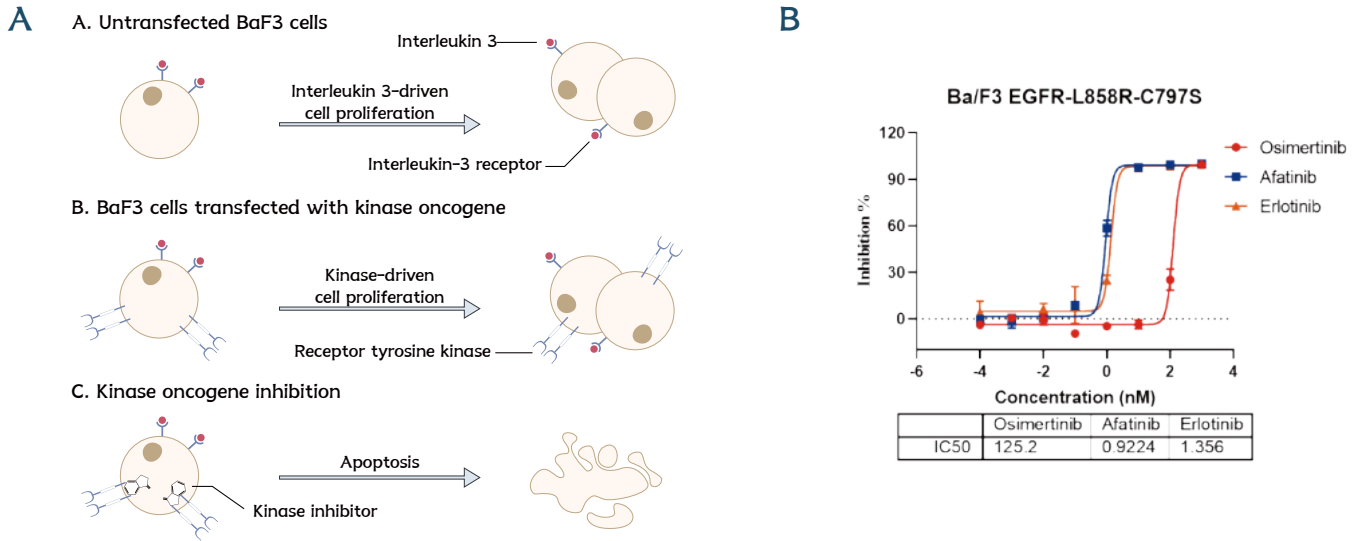 A
A. Untransfected BaF3 cells
Interleukin 3
Interleukin 3-driven
cell proliferation
Interleukin-3 receptor
B. BaF3 cells transfected with kinase oncogene
Kinase-driven
cell proliferation
Receptor tyrosine kinase
C. Kinase oncogene inhibition
Apoptosis
Kinase inhibitor
B
Ba/F3 EGFR-L858R-C797S
Inhibition %
120
90
60
30
0
-6 -4 -2 0 2 4
Concentration (nM)
Osimertinib
Afatinib
Erlotinib
Osimertinib Afatinib Erlotinib
IC50 125.2 0.9224 1.356